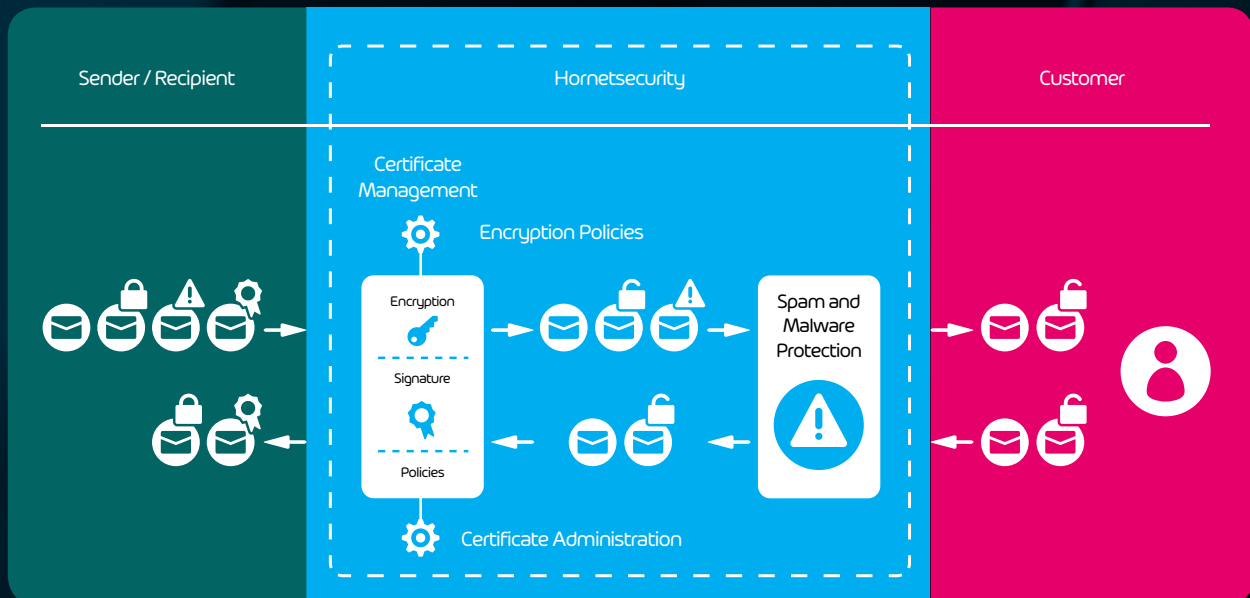 Sender / Recipient
Hornetsecurity
Customer
Certificate
Management
Encryption Policies
Encryption
Signature
Policies
Spam and
Malware
Protection
Certificate Administration